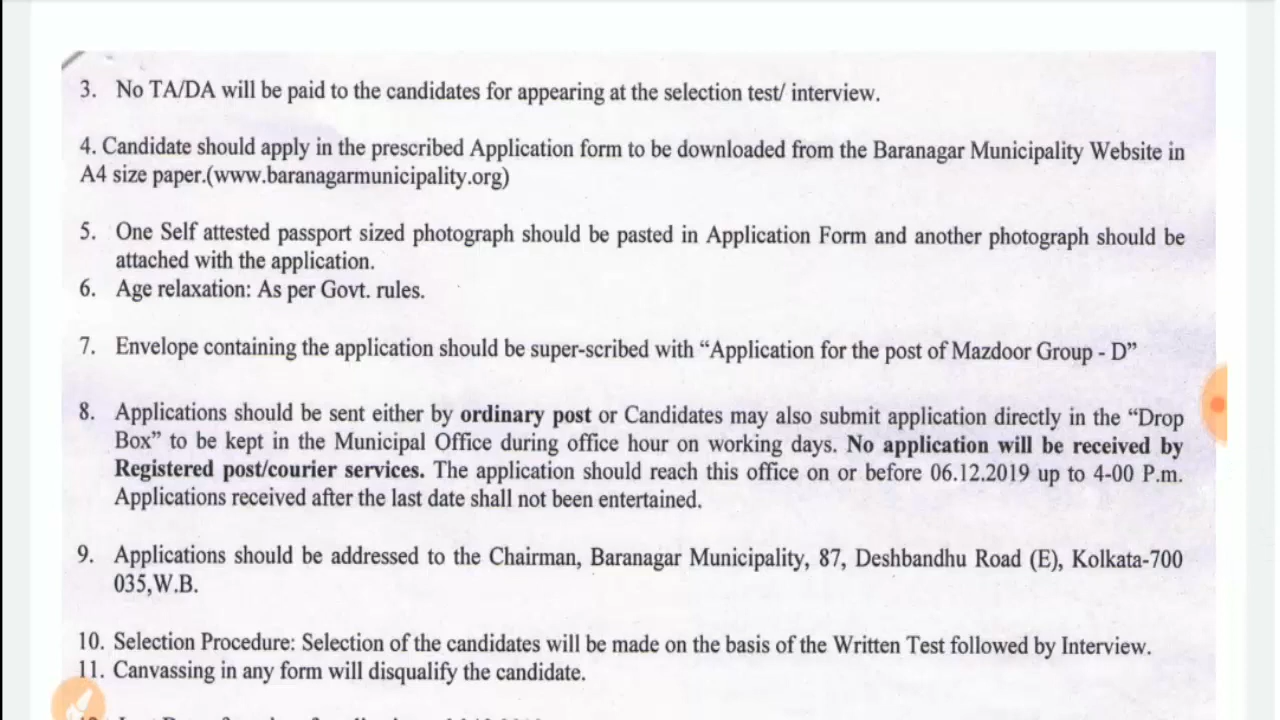 3. No TA/DA will be paid to the candidates for appearing at the selection test/ interview.
4. Candidate should apply in the prescribed Application form to be downloaded from the Baranagar Municipality Website in
A4 size paper.(www.baranagarmunicipality.org)
5. One Self attested passport sized photograph should be pasted in Application Form and another photograph should be
attached with the application.
6. Age relaxation: As per Govt. rules.
7. Envelope containing the application should be super-scribed with “Application for the post of Mazdoor Group - D”
8. Applications should be sent either by ordinary post or Candidates may also submit application directly in the “Drop
Box” to be kept in the Municipal Office during office hour on working days. No application will be received by
Registered post/courier services. The application should reach this office on or before 06.12.2019 up to 4-00 P.m.
Applications received after the last date shall not been entertained.
9. Applications should be addressed to the Chairman, Baranagar Municipality, 87, Deshbandhu Road (E), Kolkata-700
035,W.B.
10. Selection Procedure: Selection of the candidates will be made on the basis of the Written Test followed by Interview.
11. Canvassing in any form will disqualify the candidate.